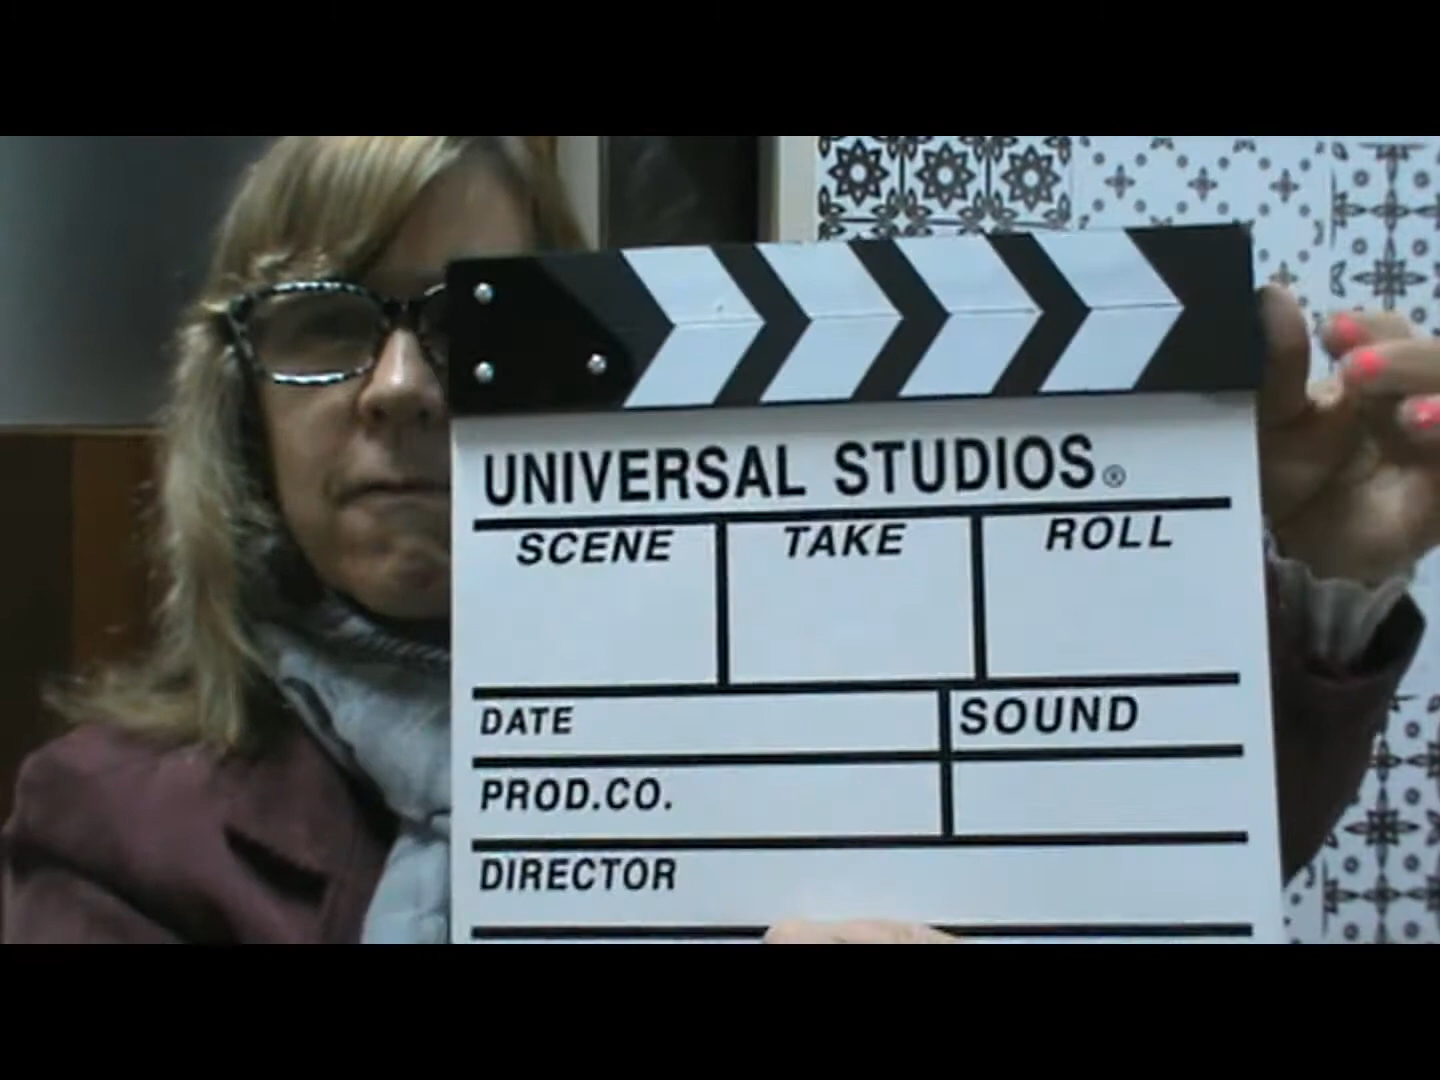 UNIVERSAL STUDIOS®
SCENE TAKE ROLL
DATE SOUND
PROD.CO.
DIRECTOR